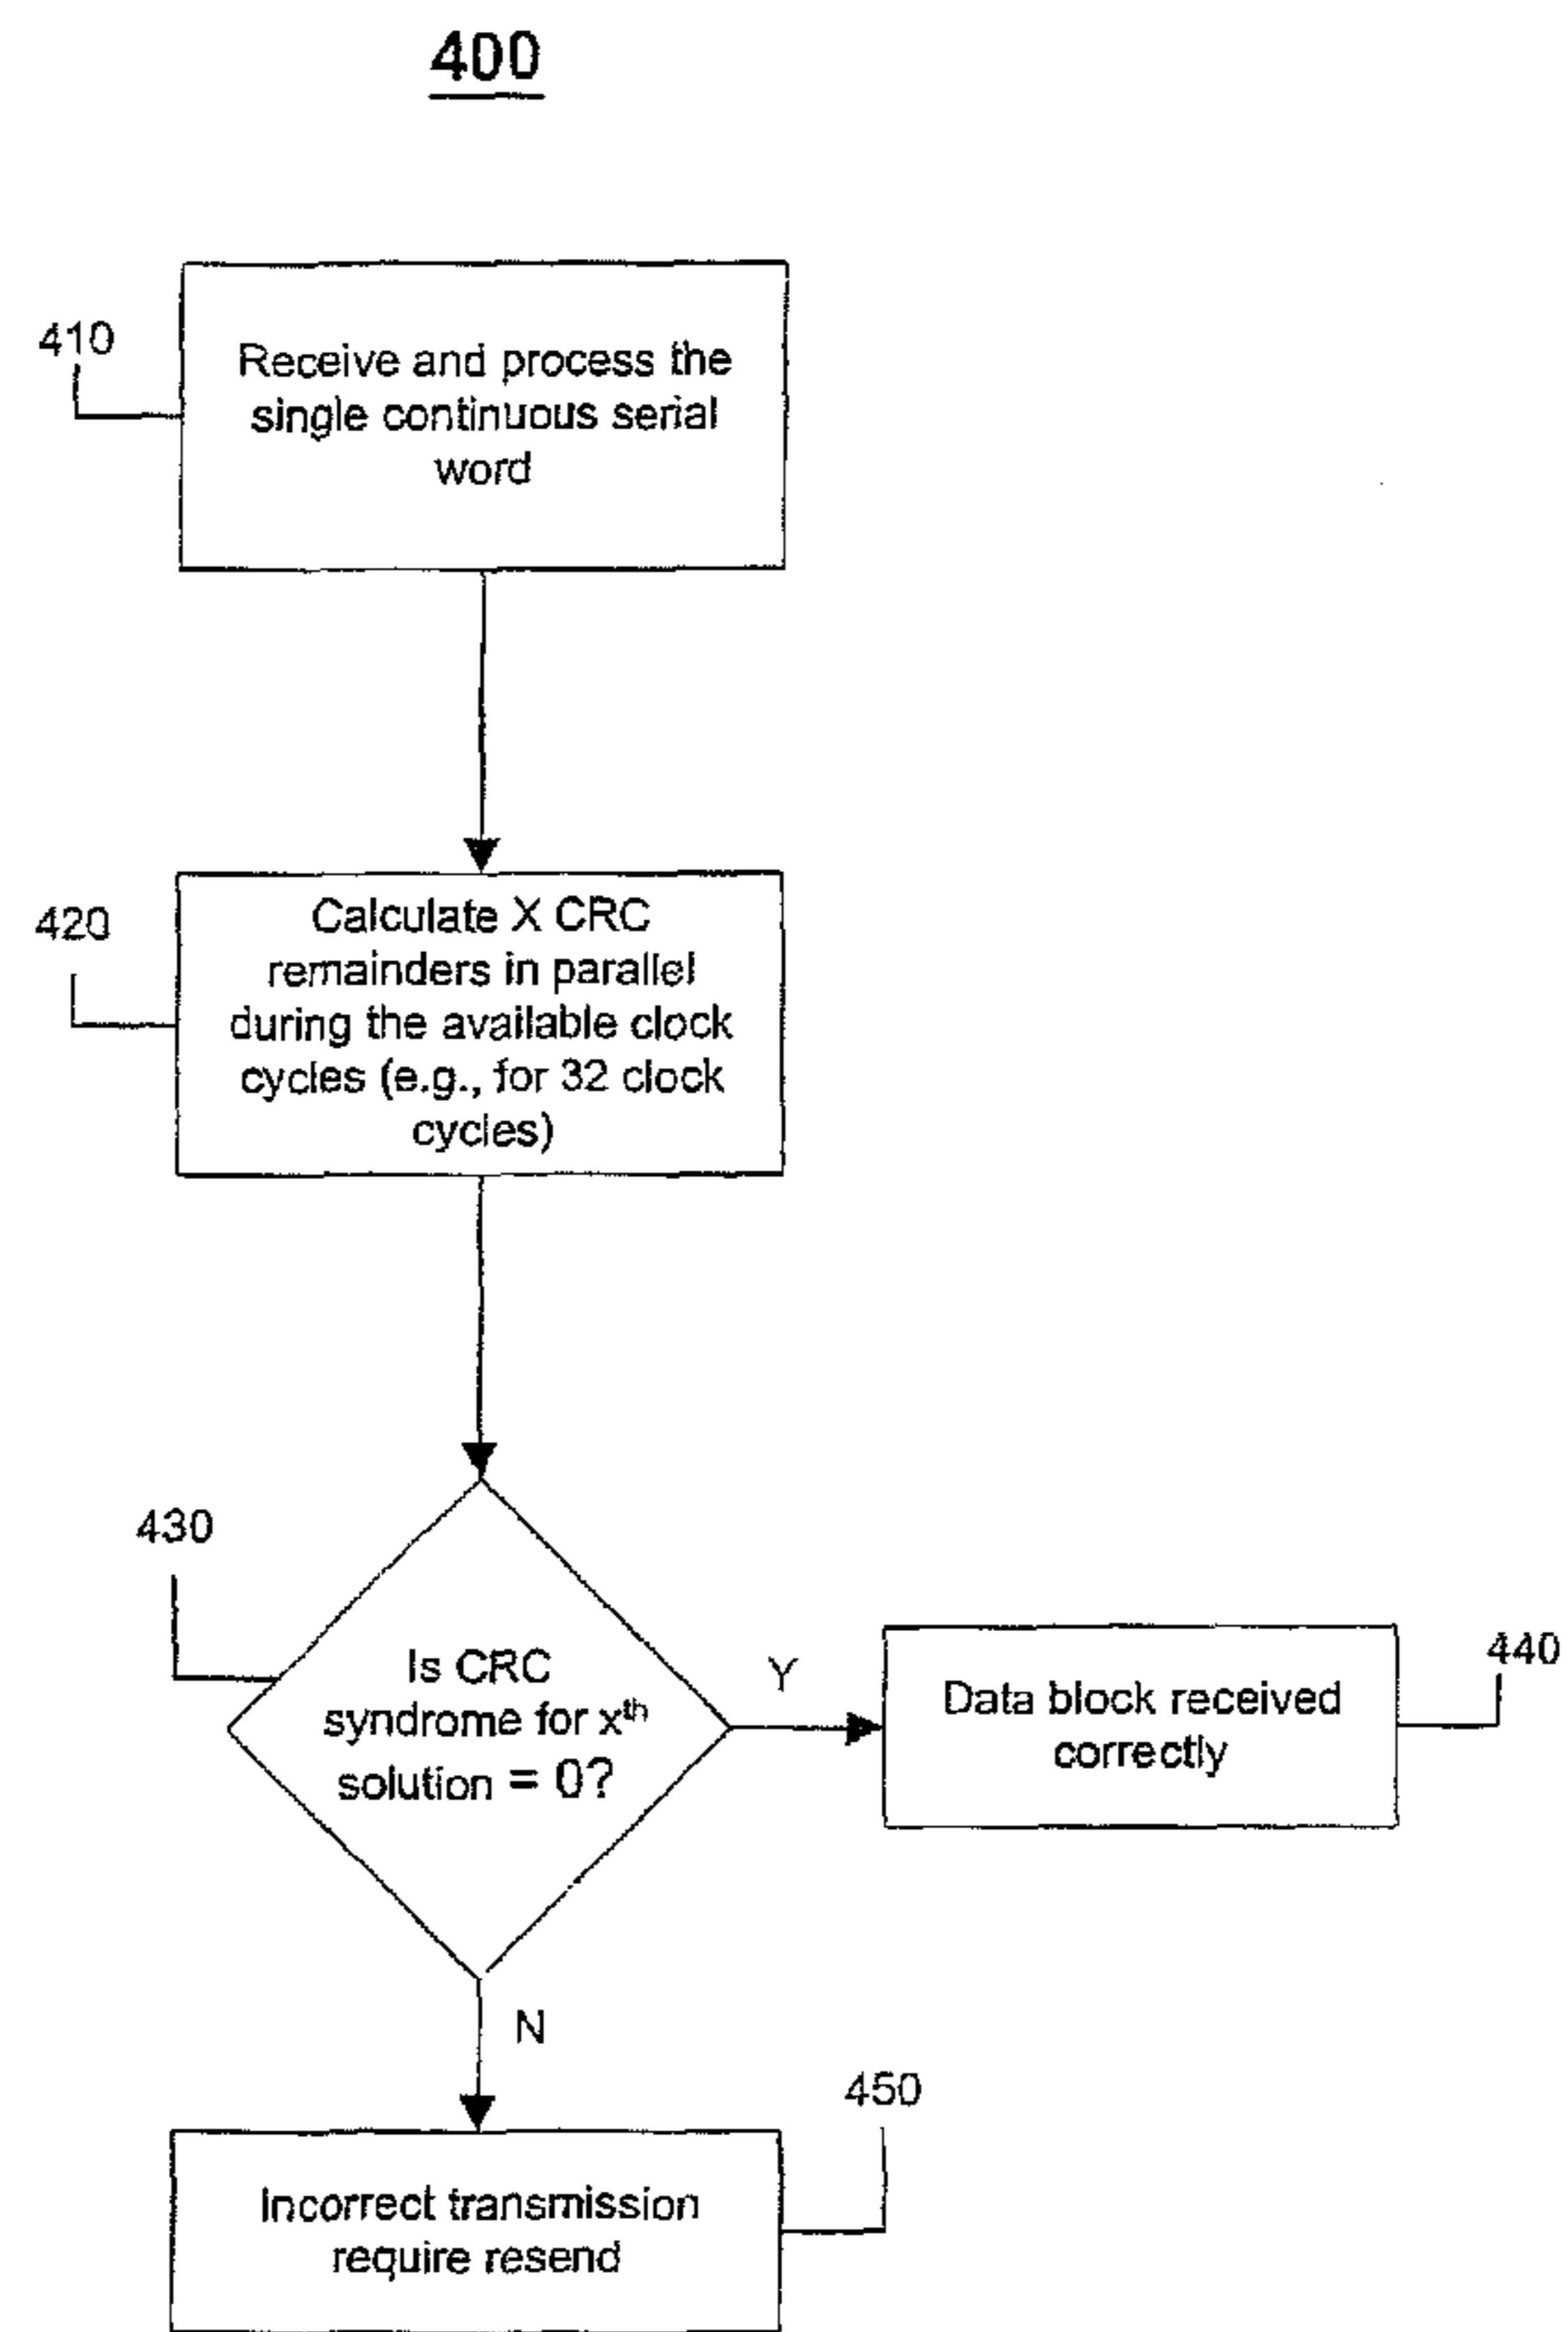 400
410
Receive and process the
single continuous serial
word
420
Calculate X CRC
remainders in parallel
during the available clock
cycles (e.g., for 32 clock
cycles)
430
Is CRC
syndrome for xth
solution = 0?
Y
Data block received
correctly
440
N
450
Incorrect transmission
require resend